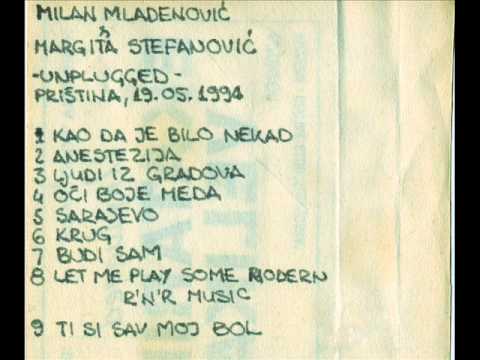 MILAN MLADENOVIĆ
&
MARGITA STEFANOVIĆ
-UNPLUGGED-
PRIŠTINA, 19.05.1994
1 KAO DA JE BILO NEKAD
2 ANESTEZIJA
3 LJUDI IZ GRADOVA
4 OČI BOJE MEDA
5 SARAJEVO
6 KRUG
7 BUDI SAM
8 LET ME PLAY SOME MODERN
R'N'R MUSIC
9 TI SI SAV MOJ BOL